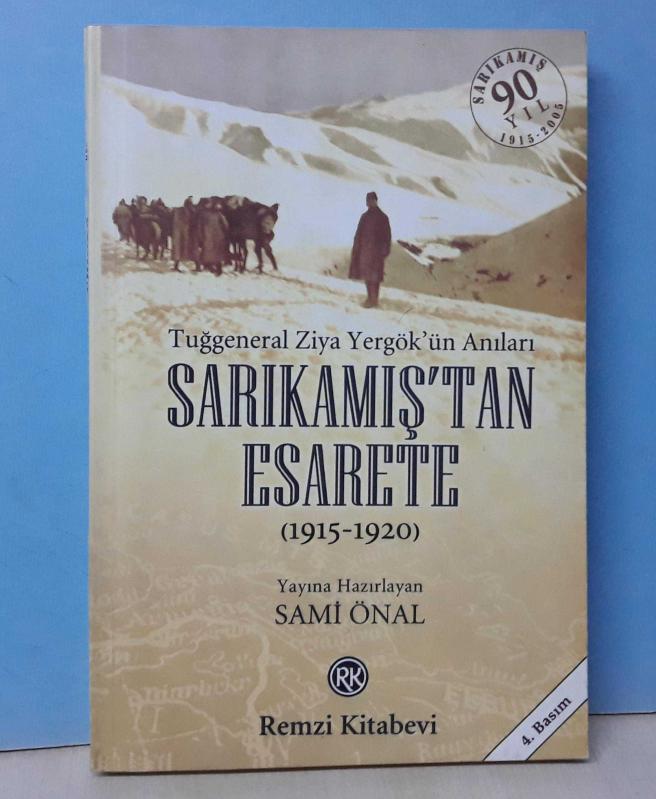 SARIKAMIŞ
90
YIL
1915-2005
Tuğgeneral Ziya Yergök'ün Anıları
SARIKAMIŞ'TAN
ESARETE
(1915-1920)
Yayına Hazırlayan
SAMİ ÖNAL
RK
Remzi Kitabevi
4. Basım